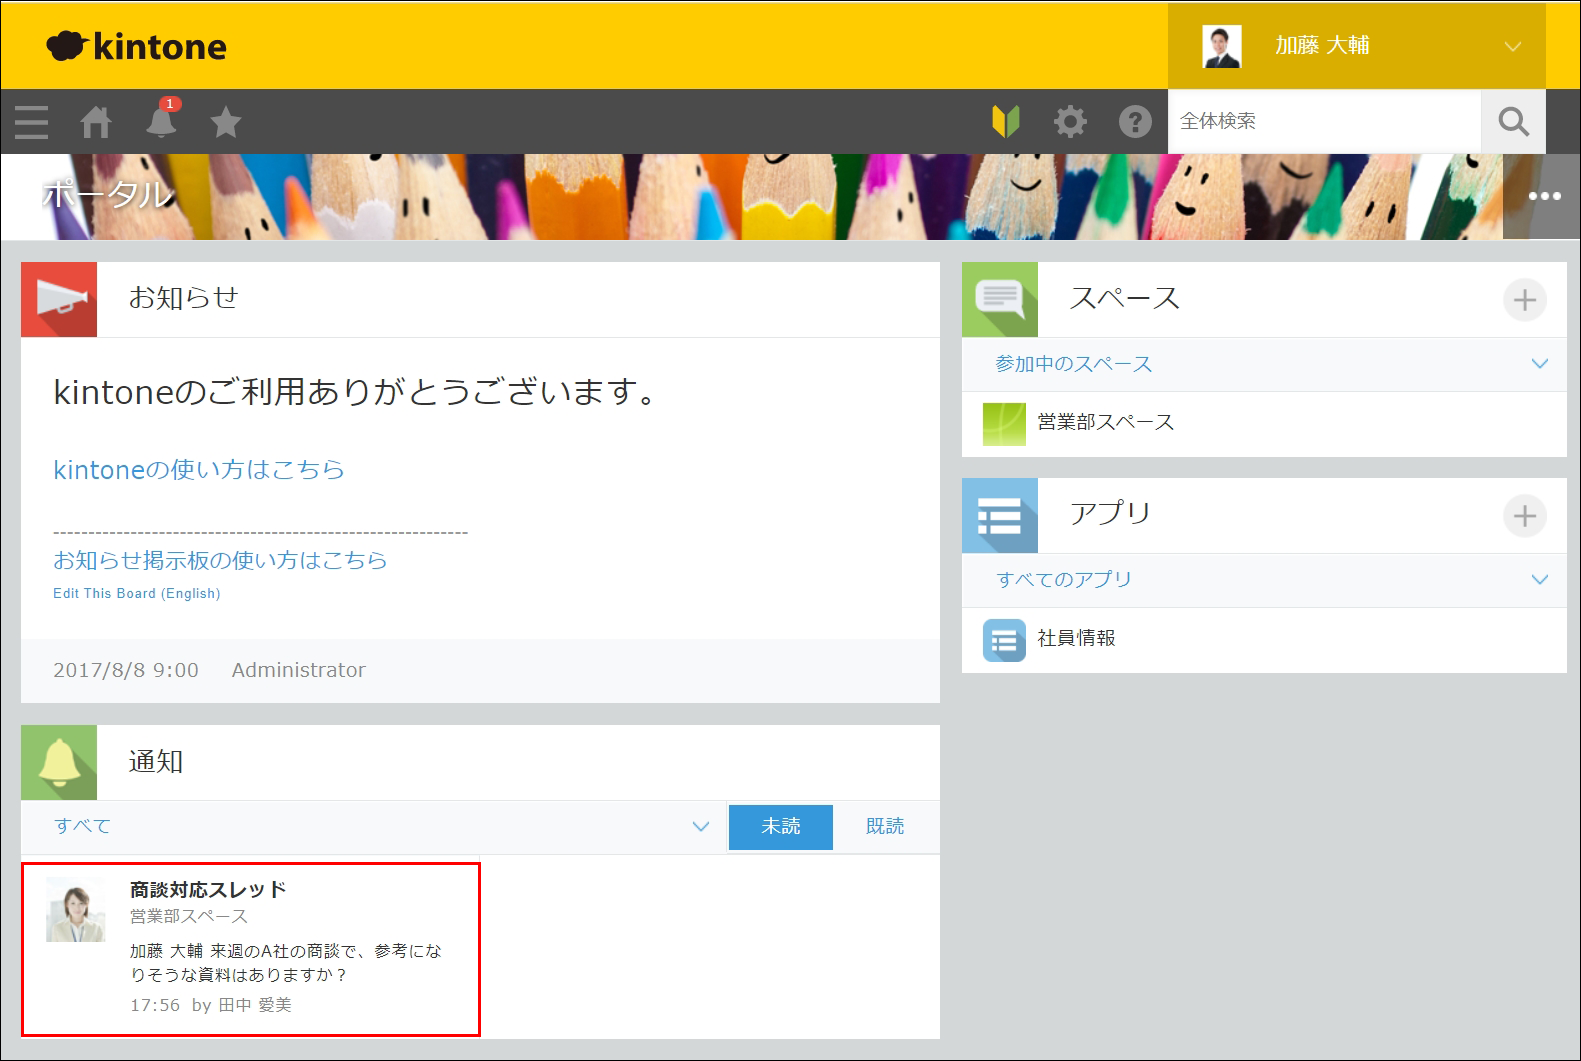 kintone
加藤 大輔
1
全体検索
ポータル
お知らせ
kintoneのご利用ありがとうございます。
kintoneの使い方はこちら
-----------------------------------------------------------
お知らせ掲示板の使い方はこちら
Edit This Board (English)
2017/8/8 9:00 Administrator
通知
すべて
未読
既読
商談対応スレッド
営業部スペース
加藤 大輔 来週のA社の商談で、参考にな
りそうな資料はありますか？
17:56 by 田中 愛美
スペース
参加中のスペース
営業部スペース
アプリ
すべてのアプリ
社員情報